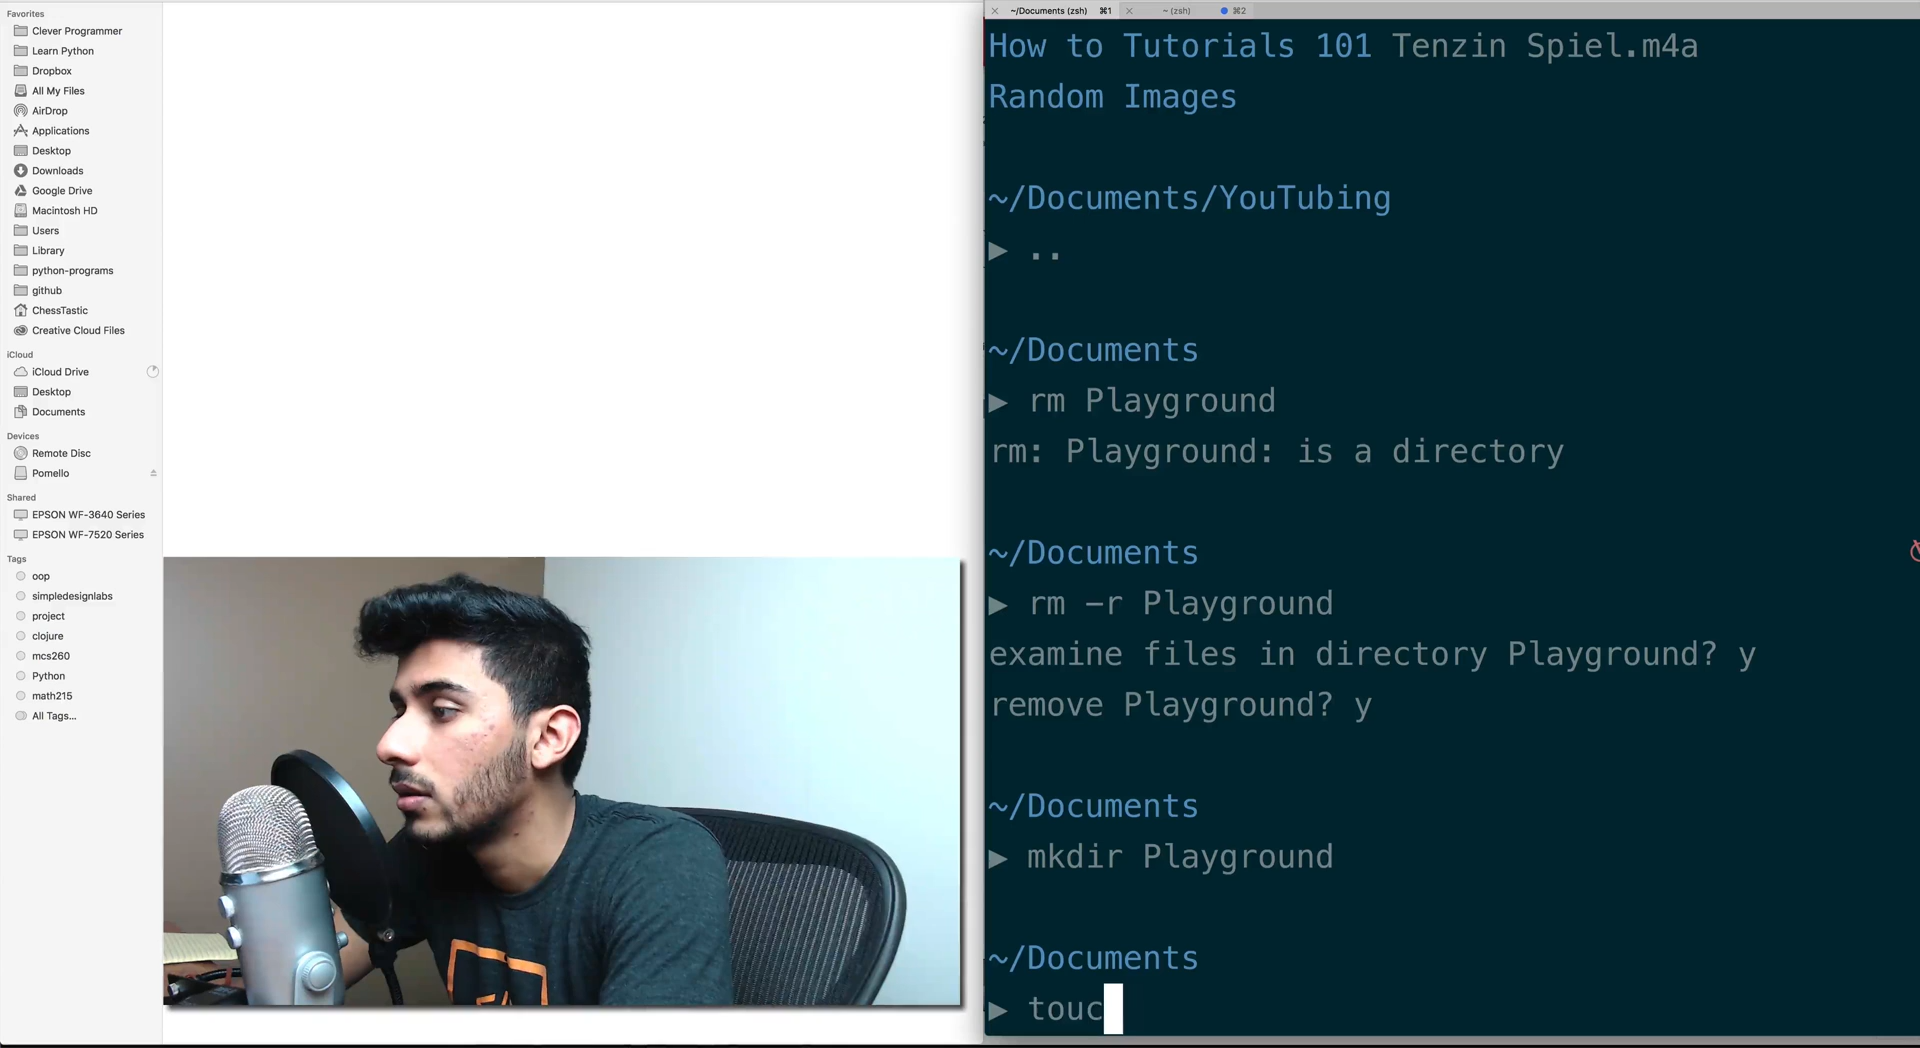 Favorites
Clever Programmer
Learn Python
Dropbox
All My Files
AirDrop
Applications
Desktop
Downloads
Google Drive
Macintosh HD
Users
Library
python-programs
github
ChessTastic
Creative Cloud Files
iCloud
iCloud Drive
Desktop
Documents
Devices
Remote Disc
Pomello
Shared
EPSON WF-3640 Series
EPSON WF-7520 Series
Tags
oop
simpledesignlabs
project
clojure
mcs260
Python
math215
All Tags...
~/Documents (zsh) ⌘1 ~ (zsh) ⌘2
How to Tutorials 101 Tenzin Spiel.m4a
Random Images
~/Documents/YouTubing
▶ ..
~/Documents
▶ rm Playground
rm: Playground: is a directory
~/Documents
▶ rm -r Playground
examine files in directory Playground? y
remove Playground? y
~/Documents
▶ mkdir Playground
~/Documents
▶ touc